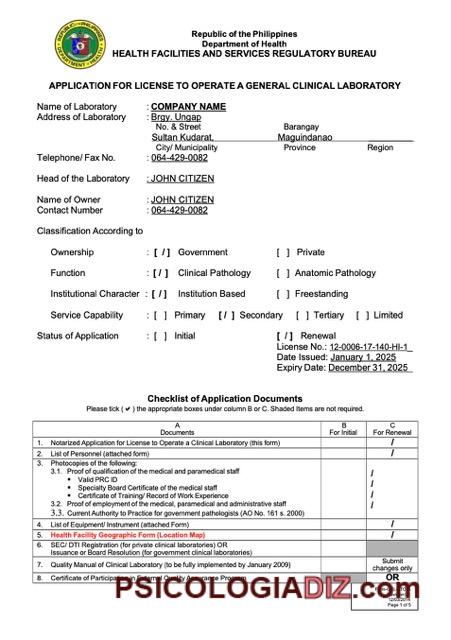 Republic of the Philippines
Department of Health
HEALTH FACILITIES AND SERVICES REGULATORY BUREAU
APPLICATION FOR LICENSE TO OPERATE A GENERAL CLINICAL LABORATORY
Name of Laboratory : COMPANY NAME
Address of Laboratory : Brgy. Ungap
No. & Street Barangay
Sultan Kudarat, Maguindanao
City/ Municipality Province Region
Telephone/ Fax No. : 064-429-0082
Head of the Laboratory : JOHN CITIZEN
Name of Owner : JOHN CITIZEN
Contact Number : 064-429-0082
Classification According to
Ownership : [ / ] Government [ ] Private
Function : [ / ] Clinical Pathology [ ] Anatomic Pathology
Institutional Character : [ / ] Institution Based [ ] Freestanding
Service Capability : [ ] Primary [ / ] Secondary [ ] Tertiary [ ] Limited
Status of Application : [ ] Initial [ / ] Renewal
License No.: 12-0006-17-140-HI-1
Date Issued: January 1, 2025
Expiry Date: December 31, 2025
Checklist of Application Documents
Please tick ( ✔ ) the appropriate boxes under column B or C. Shaded Items are not required.
A B C
Documents For Initial For Renewal
1. Notarized Application for License to Operate a Clinical Laboratory (this form) /
2. List of Personnel (attached form) /
3. Photocopies of the following:
3.1. Proof of qualification of the medical and paramedical staff /
• Valid PRC ID /
• Specialty Board Certificate of the medical staff
• Certificate of Training/ Record of Work Experience /
3.2. Proof of employment of the medical, paramedical and administrative staff /
3.3. Current Authority to Practice for government pathologists (AO No. 161 s. 2000)
4. List of Equipment/ Instrument (attached Form) /
5. Health Facility Geographic Form (Location Map) /
6. SEC/ DTI Registration (for private clinical laboratories) OR
Issuance or Board Resolution (for government clinical laboratories)
7. Quality Manual of Clinical Laboratory (to be fully implemented by January 2009) Submit
changes only
8. Certificate of Participation in External Quality Assurance Program OR
PSICOLOGIADIZ.com
Page 1 of 5